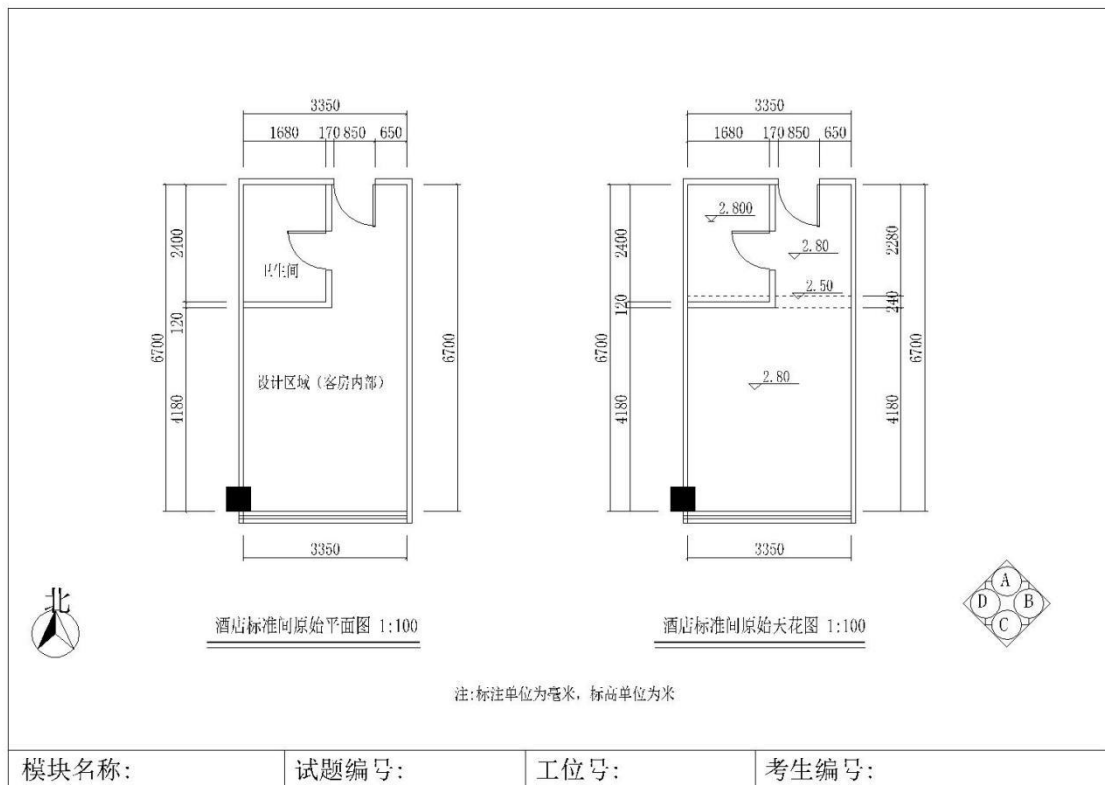 3350
3350
1680 170 850 650
1680 170 850 650
2400
120
4180
6700
6700
卫生间
设计区域（客房内部）
3350
2400
120
4180
6700
2.800
2.80
2.50
2.80
2280
240
4180
6700
3350
北
酒店标准间原始平面图 1:100
酒店标准间原始天花图 1:100
A
D B
C
注:标注单位为毫米，标高单位为米
模块名称: 试题编号: 工位号: 考生编号: